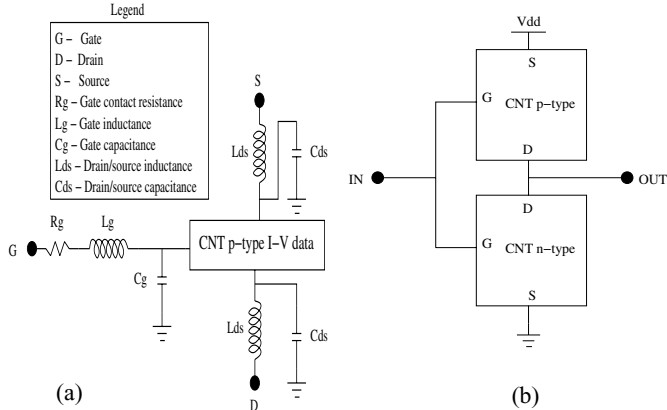 Legend
G – Gate
D – Drain
S – Source
Rg – Gate contact resistance
Lg – Gate inductance
Cg – Gate capacitance
Lds – Drain/source inductance
Cds – Drain/source capacitance
S
Lds
Cds
Rg
Lg
G
CNT p−type I−V data
Cg
Lds
Cds
D
(a)
Vdd
S
G
CNT p−type
D
IN
OUT
D
G
CNT n−type
S
(b)